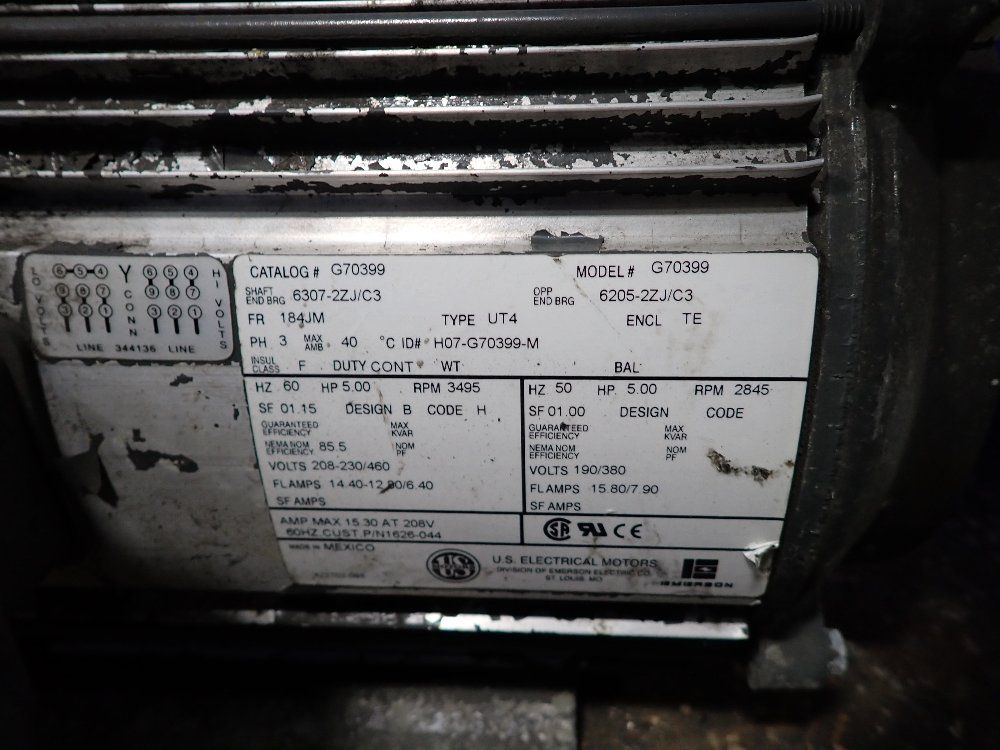 LO VOLTS
6 5 4 Y 6 5 4
9 8 7 CONN 9 8 7
3 2 1 3 2 1
HI VOLTS
LINE 344136 LINE
CATALOG # G70399 MODEL # G70399
SHAFT END BRG 6307-2ZJ/C3 OPP END BRG 6205-2ZJ/C3
FR 184JM TYPE UT4 ENCL TE
PH 3 MAX AMB 40 °C ID# H07-G70399-M
INSUL CLASS F DUTY CONT WT BAL
HZ 60 HP 5.00 RPM 3495
SF 01.15 DESIGN B CODE H
GUARANTEED EFFICIENCY MAX KVAR
NEMA NOM EFFICIENCY 85.5 NOM PF
VOLTS 208-230/460
FLAMPS 14.40-12.80/6.40
SF AMPS
HZ 50 HP 5.00 RPM 2845
SF 01.00 DESIGN CODE
GUARANTEED EFFICIENCY MAX KVAR
NEMA NOM EFFICIENCY NOM PF
VOLTS 190/380
FLAMPS 15.80/7.90
SF AMPS
AMP MAX 15.30 AT 208V
60HZ CUST P/N1626-044
SA RU CE
MADE IN MEXICO
US
U.S. ELECTRICAL MOTORS
DIVISION OF EMERSON ELECTRIC CO.
ST. LOUIS, MO.
EMERSON